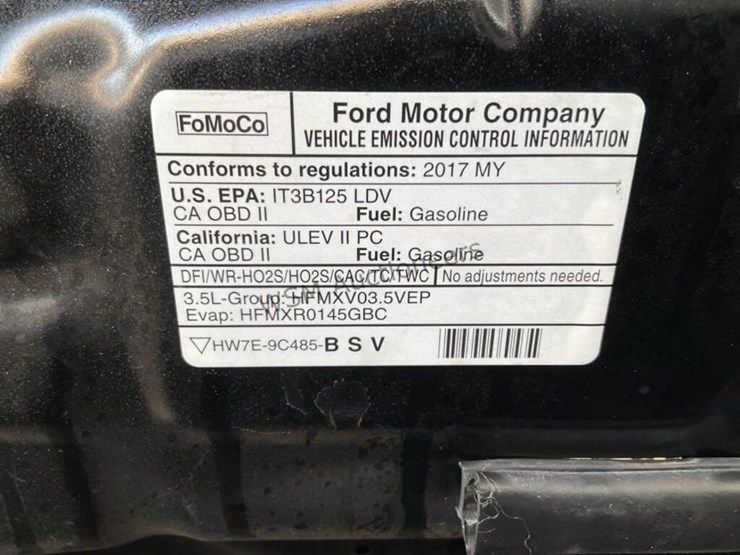 FoMoCo
Ford Motor Company
VEHICLE EMISSION CONTROL INFORMATION
Conforms to regulations: 2017 MY
U.S. EPA: IT3B125 LDV
CA OBD II Fuel: Gasoline
California: ULEV II PC
CA OBD II Fuel: Gasoline
DFI/WR-HO2S/HO2S/CAC/TC/TWC No adjustments needed.
3.5L-Group: HFMXV03.5VEP
Evap: HFMXR0145GBC
HW7E-9C485-B S V
WSM Auctioneers